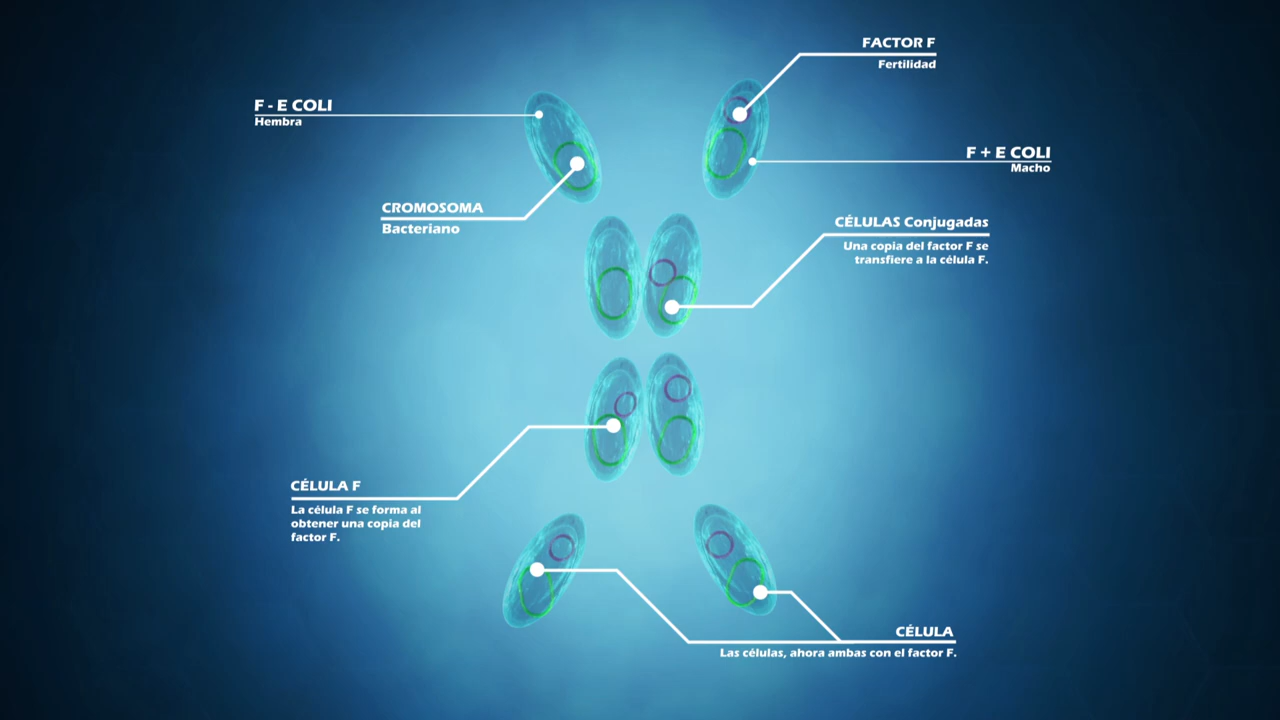 FACTOR F
Fertilidad
F - E COLI
Hembra
F + E COLI
Macho
CROMOSOMA
Bacteriano
CÉLULAS Conjugadas
Una copia del factor F se
transfiere a la célula F.
CÉLULA F
La célula F se forma al
obtener una copia del
factor F.
CÉLULA
Las células, ahora ambas con el factor F.